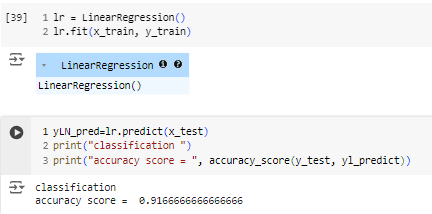 [39]
1 lr = LinearRegression()
2 lr.fit(x_train, y_train)
LinearRegression
LinearRegression()
1 yLN_pred=lr.predict(x_test)
2 print("classification ")
3 print("accuracy score = ", accuracy_score(y_test, yl_predict))
classification
accuracy score =  0.9166666666666666